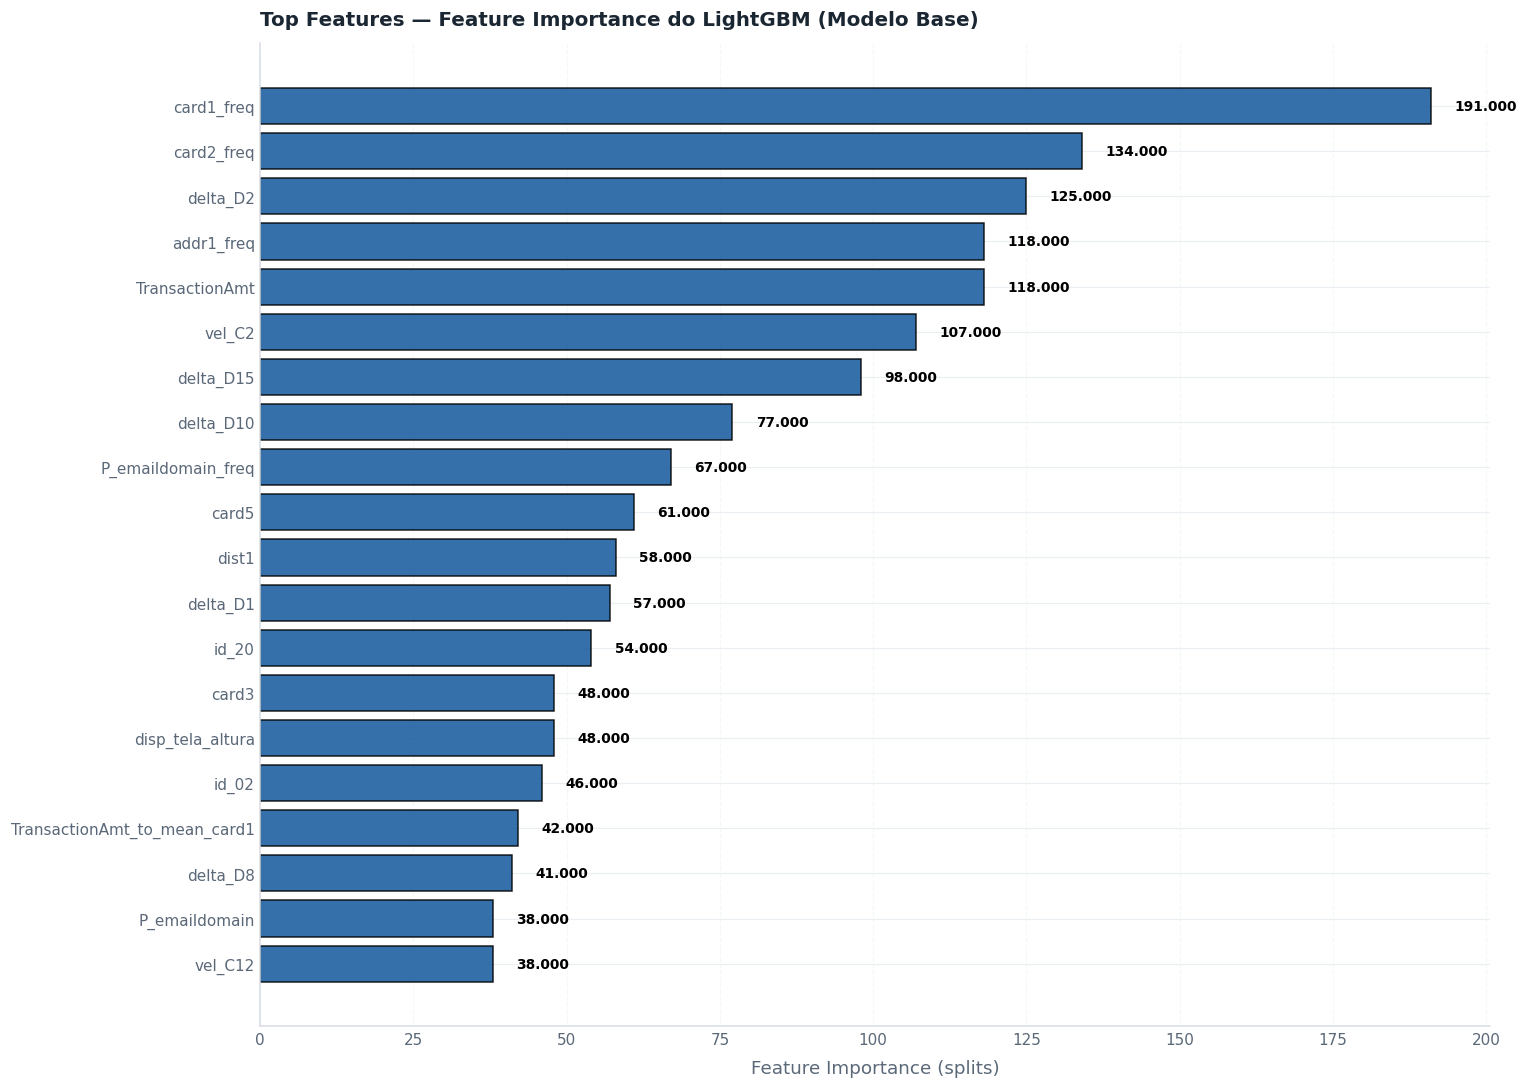 Top Features — Feature Importance do LightGBM (Modelo Base)
card1_freq 191.000
card2_freq 134.000
delta_D2 125.000
addr1_freq 118.000
TransactionAmt 118.000
vel_C2 107.000
delta_D15 98.000
delta_D10 77.000
P_emaildomain_freq 67.000
card5 61.000
dist1 58.000
delta_D1 57.000
id_20 54.000
card3 48.000
disp_tela_altura 48.000
id_02 46.000
TransactionAmt_to_mean_card1 42.000
delta_D8 41.000
P_emaildomain 38.000
vel_C12 38.000
0 25 50 75 100 125 150 175 200
Feature Importance (splits)